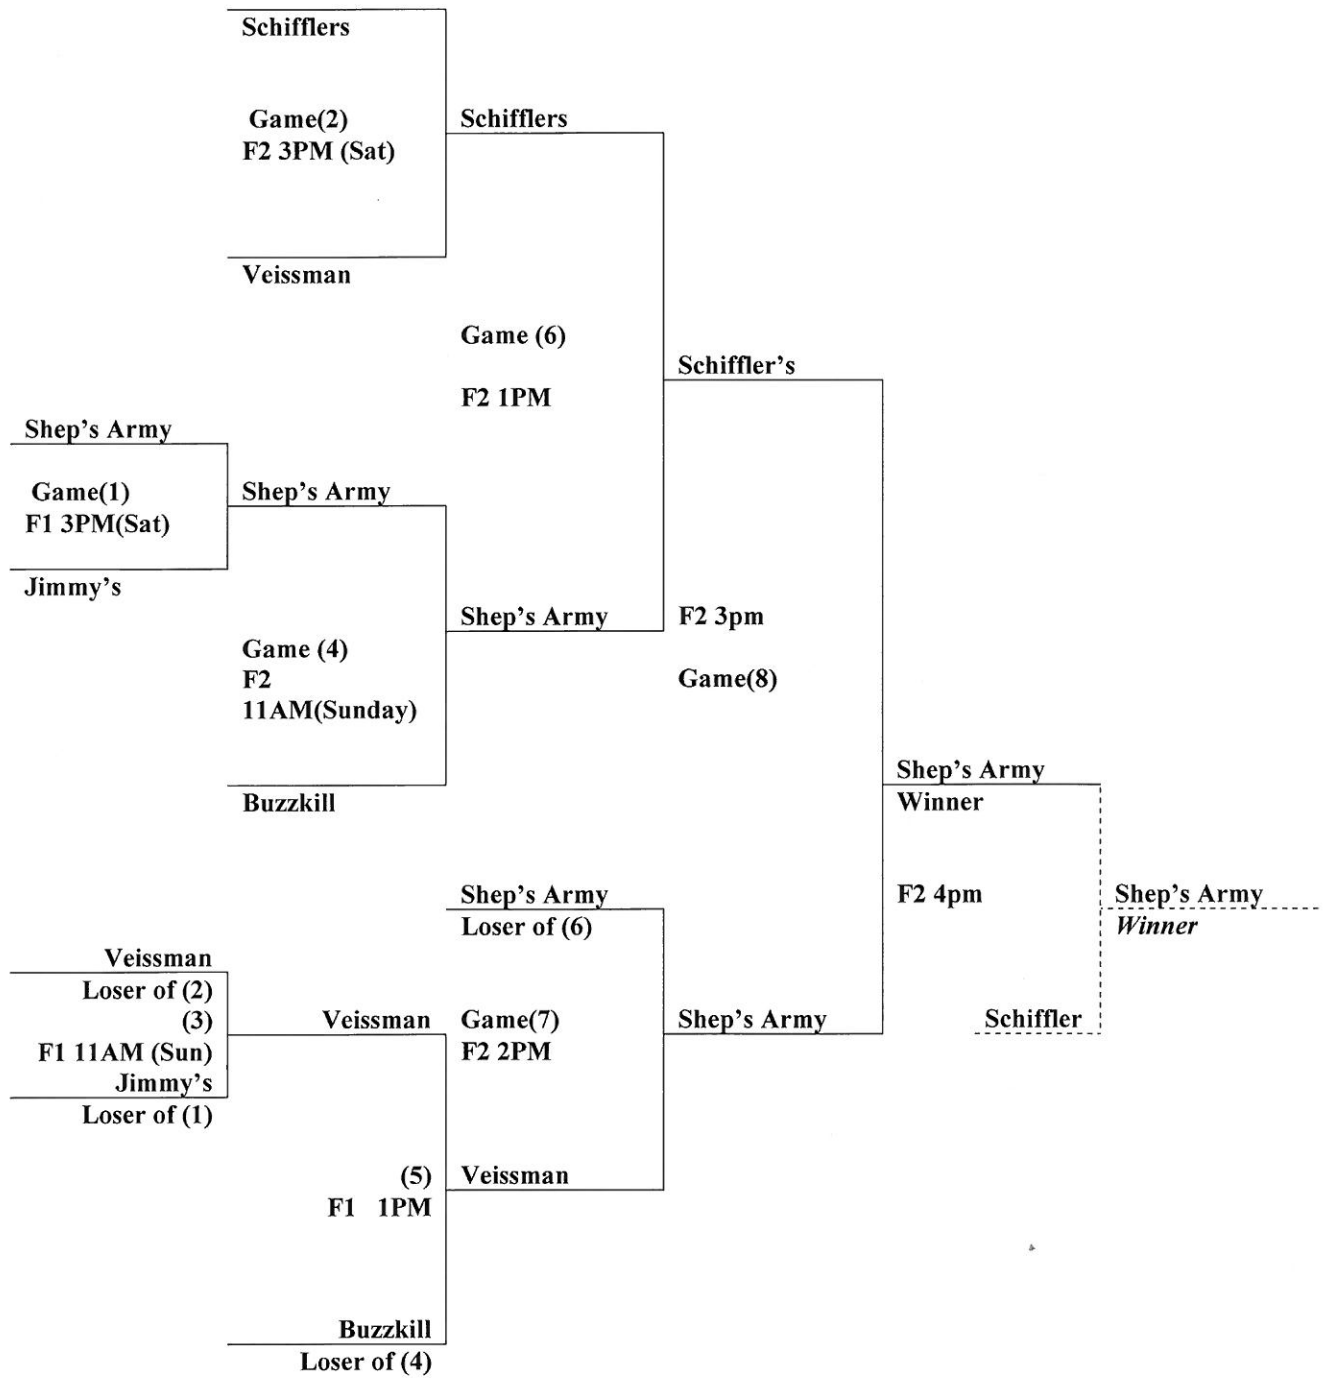 Schifflers
Game(2)
F2 3PM (Sat)
Schifflers
Veissman
Game (6)
F2 1PM
Schiffler's
Shep's Army
Game(1)
F1 3PM(Sat)
Jimmy's
Shep's Army
Game (4)
F2
11AM(Sunday)
Buzzkill
Shep's Army
F2 3pm
Game(8)
Shep's Army
Winner
F2 4pm
Shep's Army
Winner
Schiffler
Shep's Army
Loser of (6)
Game(7)
F2 2PM
Shep's Army
Veissman
Loser of (2)
(3)
F1 11AM (Sun)
Jimmy's
Loser of (1)
Veissman
(5)
F1 1PM
Veissman
Buzzkill
Loser of (4)